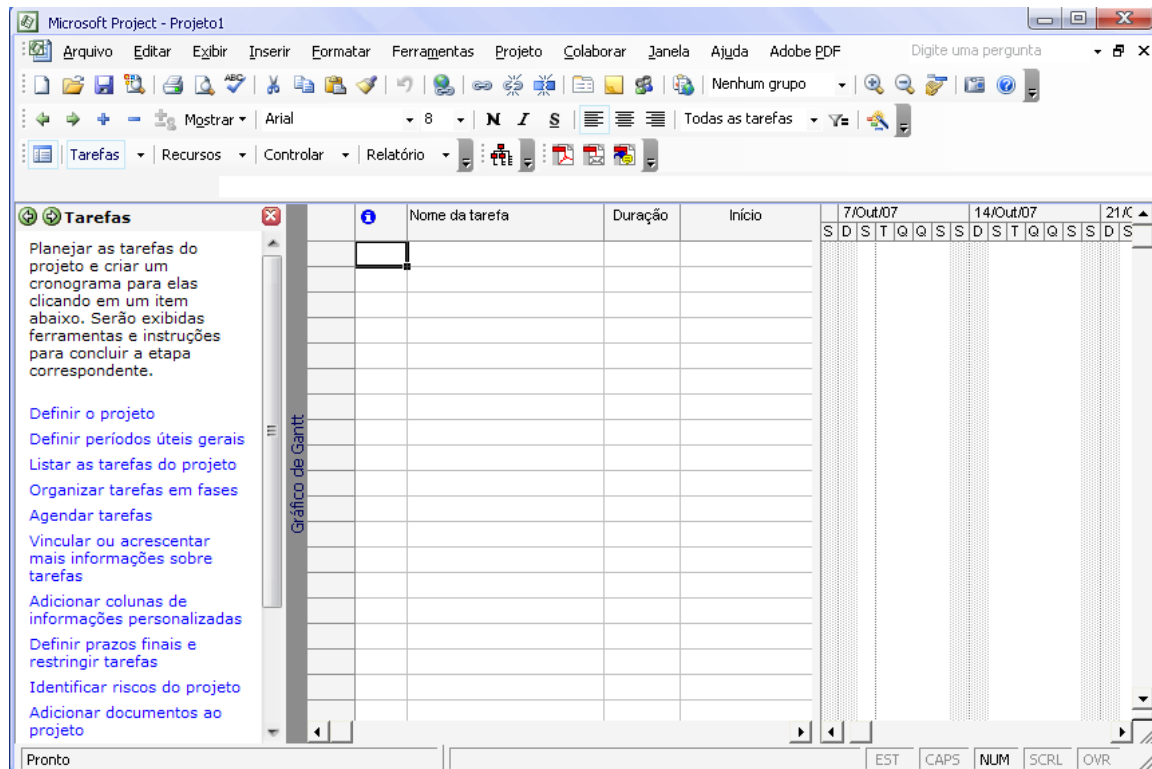 Microsoft Project - Projeto1
Arquivo Editar Exibir Inserir Formatar Ferramentas Projeto Colaborar Janela Ajuda Adobe PDF Digite uma pergunta
ABC Nenhum grupo
Mostrar Arial 8 N I S Todas as tarefas
Tarefas Recursos Controlar Relatório
Tarefas
Planejar as tarefas do
projeto e criar um
cronograma para elas
clicando em um item
abaixo. Serão exibidas
ferramentas e instruções
para concluir a etapa
correspondente.
Definir o projeto
Definir períodos úteis gerais
Listar as tarefas do projeto
Organizar tarefas em fases
Agendar tarefas
Vincular ou acrescentar
mais informações sobre
tarefas
Adicionar colunas de
informações personalizadas
Definir prazos finais e
restringir tarefas
Identificar riscos do projeto
Adicionar documentos ao
projeto
Gráfico de Gantt
Nome da tarefa Duração Início
7/Out/07 14/Out/07 21/
S D S T Q Q S S D S T Q Q S S D S
Pronto
EST CAPS NUM SCRL OVR